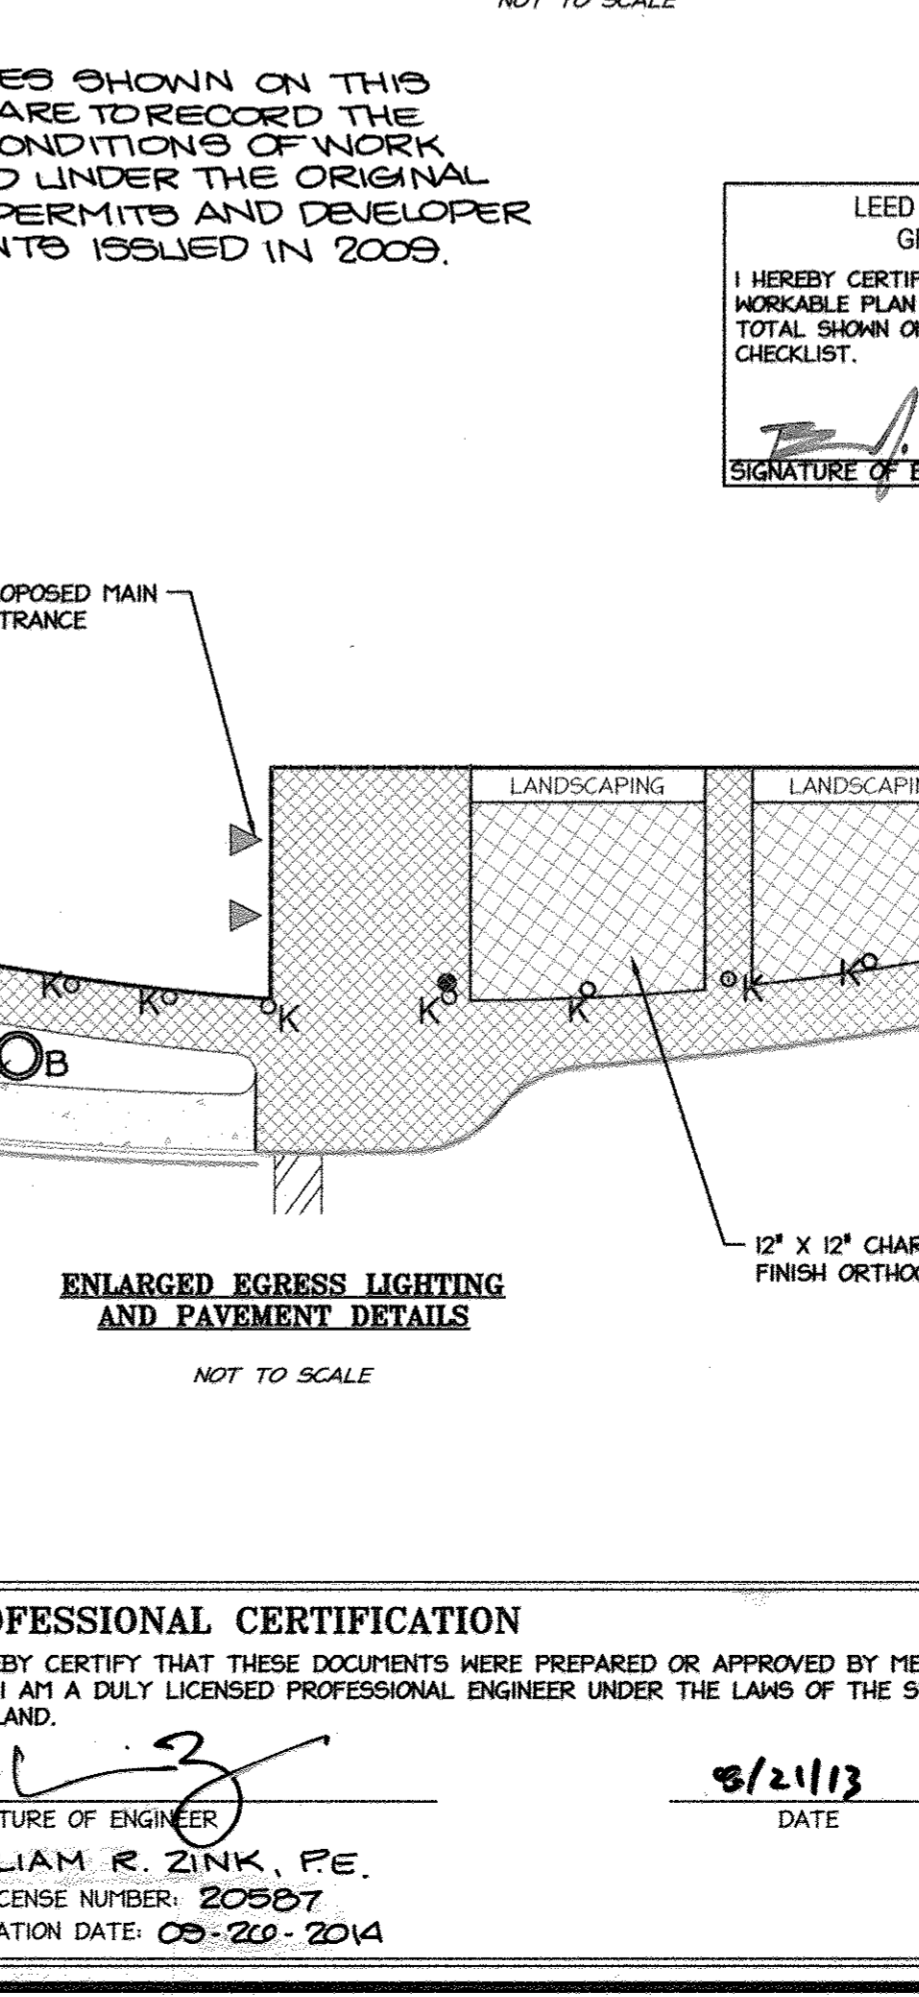 NOT TO SCALE
ES SHOWN ON THIS
ARE TO RECORD THE
ONDITIONS OF WORK
D UNDER THE ORIGINAL
PERMITS AND DEVELOPER
NTS ISSUED IN 2009.
LEED
G
I HEREBY CERTIF
WORKABLE PLAN
TOTAL SHOWN O
CHECKLIST.
SIGNATURE OF E
OPOSED MAIN
TRANCE
LANDSCAPING
LANDSCAPI
K
K
K
K
K
K
K
B
12" X 12" CHAR
FINISH ORTHO
ENLARGED EGRESS LIGHTING
AND PAVEMENT DETAILS
NOT TO SCALE
OFESSIONAL CERTIFICATION
EBY CERTIFY THAT THESE DOCUMENTS WERE PREPARED OR APPROVED BY ME
I AM A DULY LICENSED PROFESSIONAL ENGINEER UNDER THE LAWS OF THE S
LAND.
8/21/13
TURE OF ENGINEER
DATE
LIAM R. ZINK, P.E.
CENSE NUMBER: 20587
ATION DATE: 09-26-2014